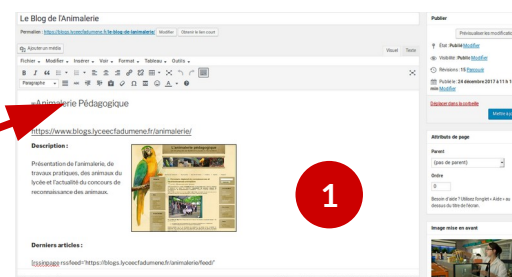 Le Blog de l'Animalerie
Permalien : https://blogs.lyceecfadumene.fr/le-blog-de-lanimalerie/ Modifier Obtenir le lien court
Ajouter un média
Visuel Texte
Fichier Modifier Insérer Voir Format Tableau Outils
Paragraphe
Animalerie Pédagogique
https://www.blogs.lyceecfadumene.fr/animalerie/
Description :
Présentation de l'animalerie, de
travaux pratiques, des animaux du
lycée et l'actualité du concours de
reconnaissance des animaux.
1
Derniers articles :
[rssinpage rssfeed="https://blogs.lyceecfadumene.fr/animalerie/feed/"
Publier
Prévisualiser les modificatio
État : Publié Modifier
Visibilité : Public Modifier
Révisions : 15 Parcourir
Publié le : 24 décembre 2017 à 11 h 1
min Modifier
Déplacer dans la corbeille
Mettre à jo
Attributs de page
Parent
(pas de parent)
Ordre
0
Besoin d'aide ? Utilisez l'onglet « Aide » au
dessus du titre de l'écran.
Image mise en avant